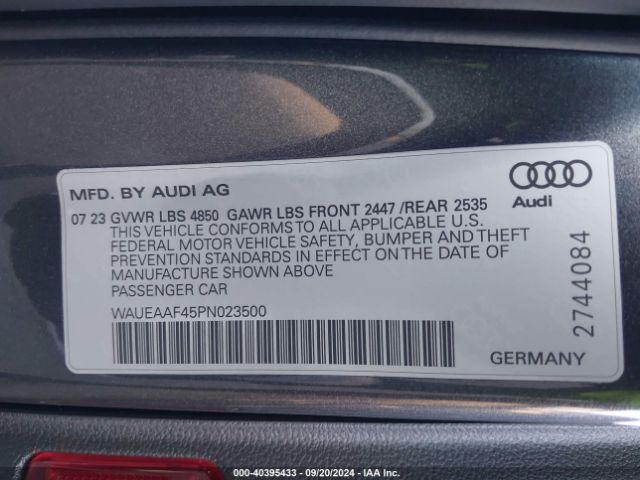 MFD. BY AUDI AG
07 23 GVWR LBS 4850 GAWR LBS FRONT 2447 /REAR 2535
THIS VEHICLE CONFORMS TO ALL APPLICABLE U.S.
FEDERAL MOTOR VEHICLE SAFETY, BUMPER AND THEFT
PREVENTION STANDARDS IN EFFECT ON THE DATE OF
MANUFACTURE SHOWN ABOVE
PASSENGER CAR
WAUEAAF45PN023500
Audi
2744084
GERMANY
000-40395433 - 09/20/2024 - IAA Inc.